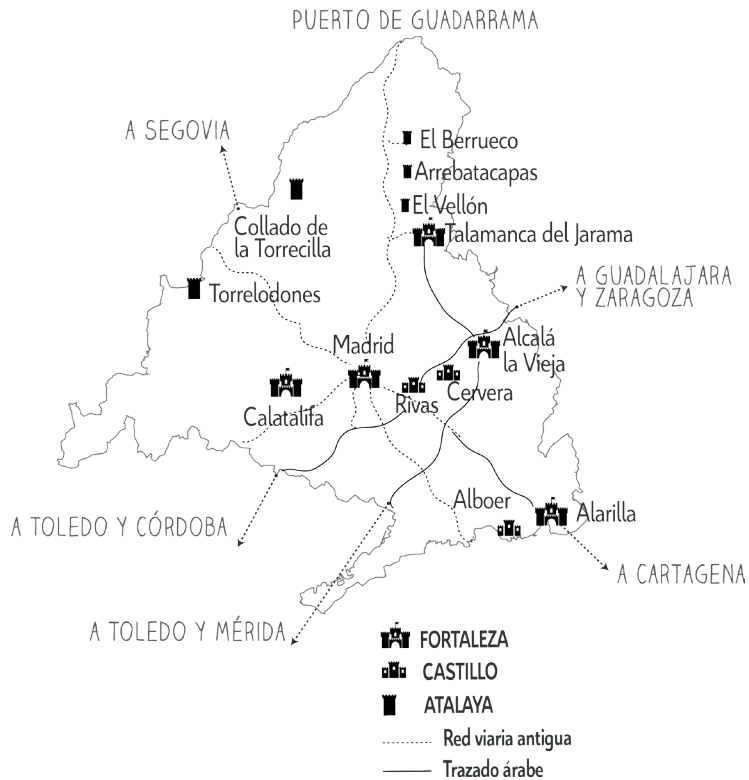 PUERTO DE GUADARRAMA
A SEGOVIA
El Berrueco
Arrebatacapas
El Vellón
Collado de
la Torrecilla
Talamanca del Jarama
A GUADALAJARA
Y ZARAGOZA
Torrelodones
Madrid
Alcalá
la Vieja
Calatalifa
Rivas
Cervera
Alboer
Alarilla
A TOLEDO Y CÓRDOBA
A CARTAGENA
A TOLEDO Y MÉRIDA
FORTALEZA
CASTILLO
ATALAYA
Red viaria antigua
Trazado árabe